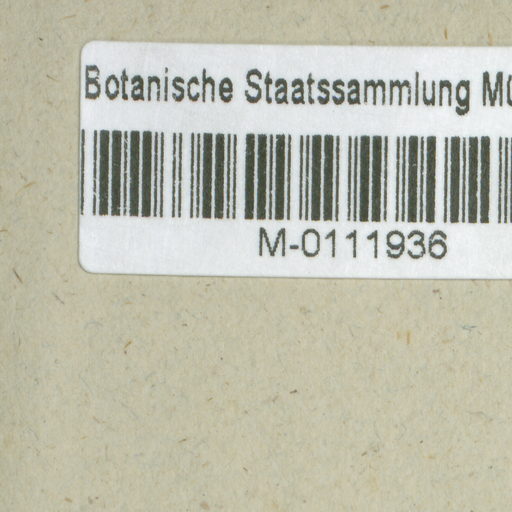 Botanische Staatssammlung
M-0111936